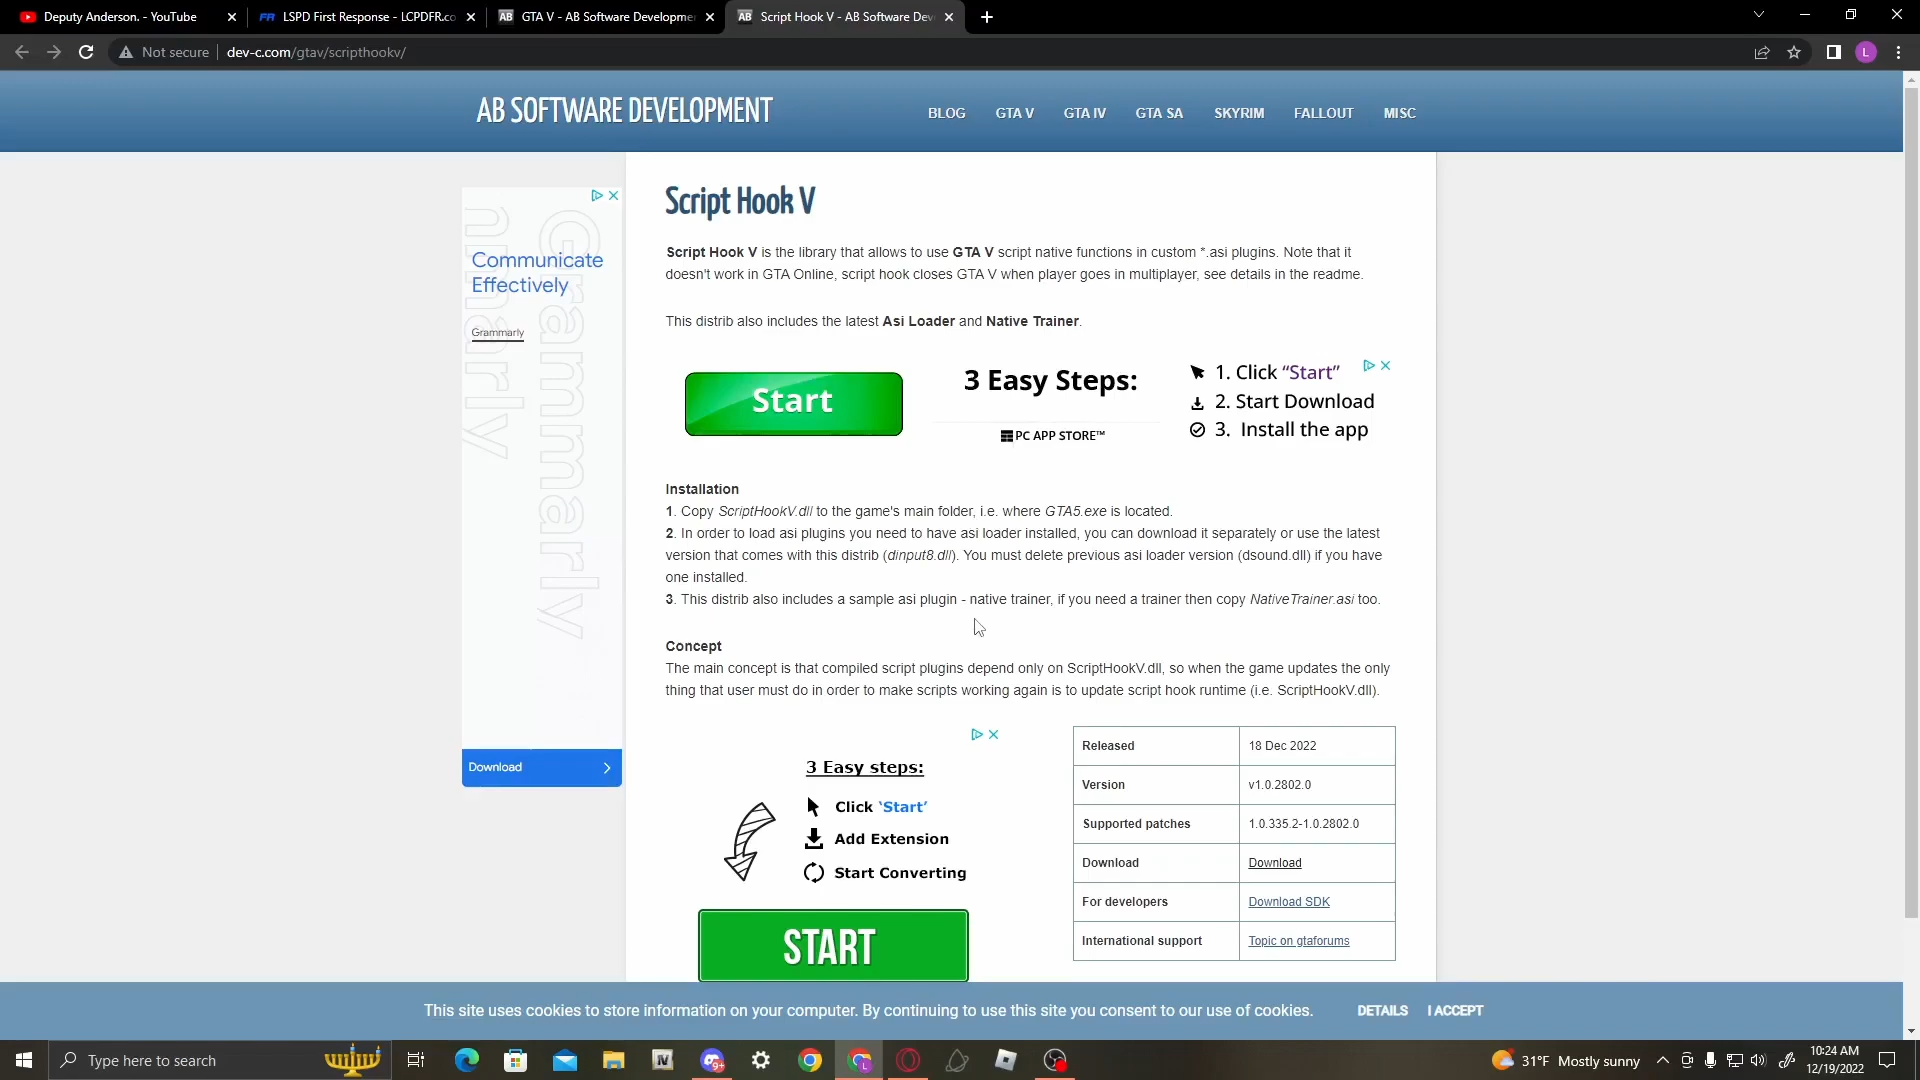 Deputy Anderson. - YouTube
LSPD First Response - LCPDFR.co
GTA V - AB Software Developmen
Script Hook V - AB Software Dev
Not secure
dev-c.com/gtav/scripthookv/
L
AB SOFTWARE DEVELOPMENT
BLOG
GTA V
GTA IV
GTA SA
SKYRIM
FALLOUT
MISC
Script Hook V
Script Hook V is the library that allows to use GTA V script native functions in custom *.asi plugins. Note that it
doesn't work in GTA Online, script hook closes GTA V when player goes in multiplayer, see details in the readme.
This distrib also includes the latest Asi Loader and Native Trainer.
Grammarly
Communicate
Effectively
Grammarly
Download
Start
3 Easy Steps:
PC APP STORE™
1. Click “Start”
2. Start Download
3. Install the app
Installation
1. Copy ScriptHookV.dll to the game's main folder, i.e. where GTA5.exe is located.
2. In order to load asi plugins you need to have asi loader installed, you can download it separately or use the latest
version that comes with this distrib (dinput8.dll). You must delete previous asi loader version (dsound.dll) if you have
one installed.
3. This distrib also includes a sample asi plugin - native trainer, if you need a trainer then copy NativeTrainer.asi too.
Concept
The main concept is that compiled script plugins depend only on ScriptHookV.dll, so when the game updates the only
thing that user must do in order to make scripts working again is to update script hook runtime (i.e. ScriptHookV.dll).
3 Easy steps:
Click ‘Start’
Add Extension
Start Converting
START
Released 18 Dec 2022
Version v1.0.2802.0
Supported patches 1.0.335.2-1.0.2802.0
Download Download
For developers Download SDK
International support Topic on gtaforums
This site uses cookies to store information on your computer. By continuing to use this site you consent to our use of cookies.
DETAILS
I ACCEPT
Type here to search
31°F Mostly sunny
10:24 AM
12/19/2022